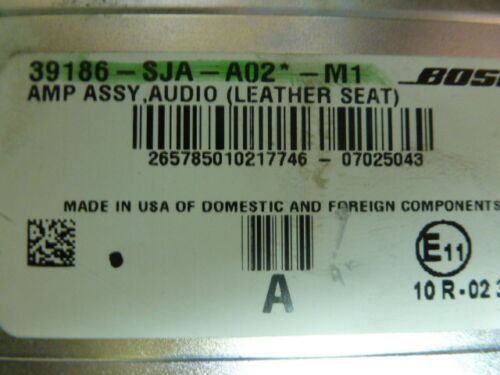 39186-SJA-A02*-M1
BOSE
AMP ASSY,AUDIO (LEATHER SEAT)
265785010217746 - 07025043
MADE IN USA OF DOMESTIC AND FOREIGN COMPONENTS
E11
A
10 R-02 3